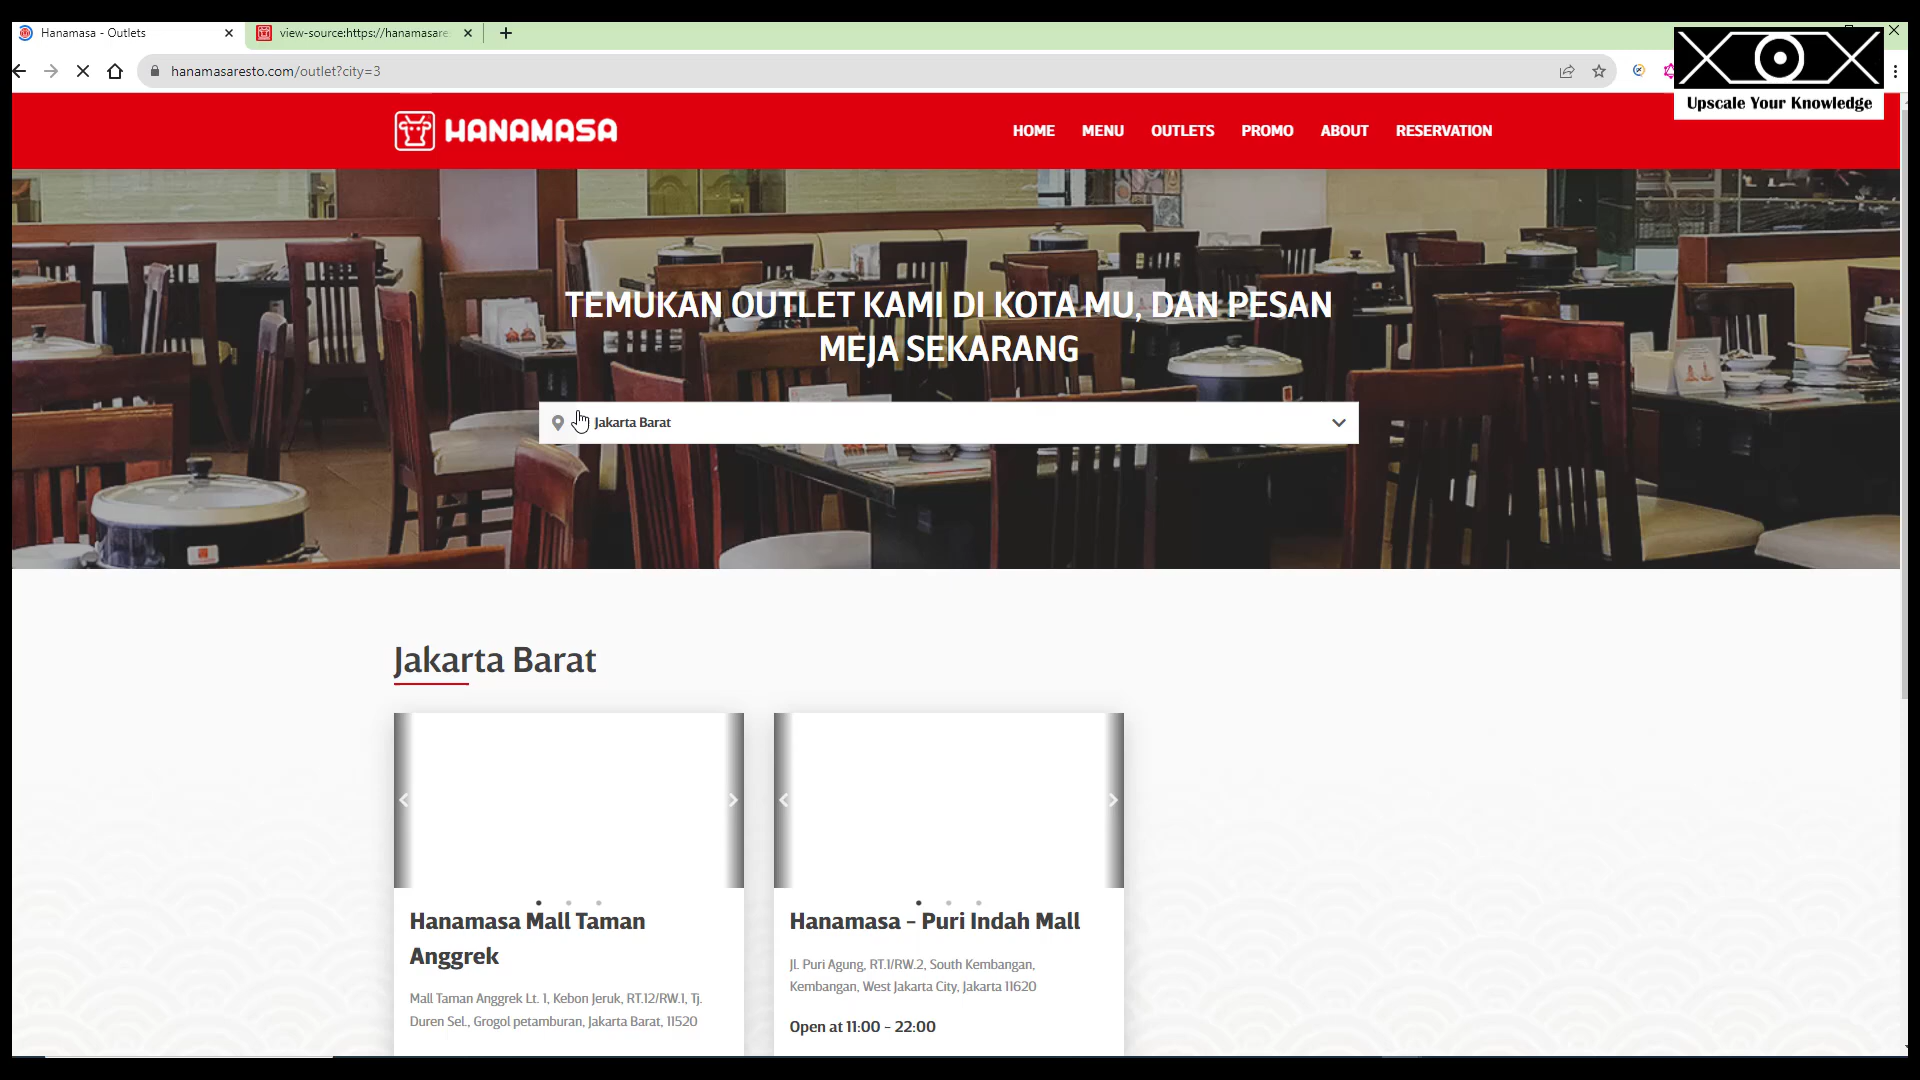 Hanamasa - Outlets
view-source:https://hanamasare
hanamasaresto.com/outlet?city=3
Upscale Your Knowledge
HANAMASA
HOME MENU OUTLETS PROMO ABOUT RESERVATION
TEMUKAN OUTLET KAMI DI KOTA MU, DAN PESAN
MEJA SEKARANG
Jakarta Barat
Jakarta Barat
Hanamasa Mall Taman
Anggrek
Mall Taman Anggrek Lt. 1, Kebon Jeruk, RT.12/RW.1, Tj.
Duren Sel., Grogol petamburan, Jakarta Barat, 11520
Hanamasa - Puri Indah Mall
Jl. Puri Agung, RT.1/RW.2, South Kembangan,
Kembangan, West Jakarta City, Jakarta 11620
Open at 11:00 - 22:00